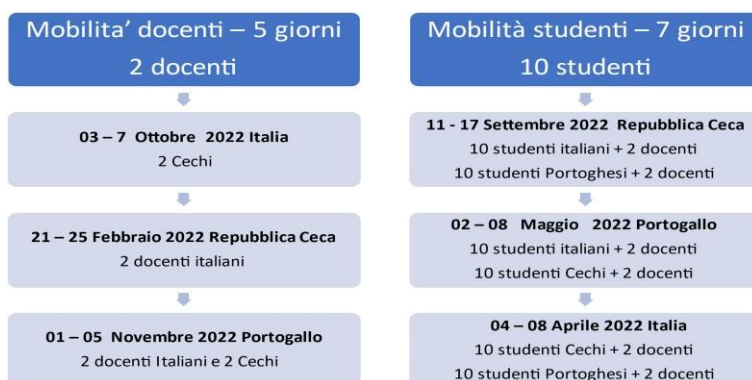 Mobilita’ docenti – 5 giorni
2 docenti
03 – 7 Ottobre 2022 Italia
2 Cechi
21 – 25 Febbraio 2022 Repubblica Ceca
2 docenti italiani
01 – 05 Novembre 2022 Portogallo
2 docenti Italiani e 2 Cechi
Mobilità studenti – 7 giorni
10 studenti
11 - 17 Settembre 2022 Repubblica Ceca
10 studenti italiani + 2 docenti
10 studenti Portoghesi + 2 docenti
02 – 08 Maggio 2022 Portogallo
10 studenti italiani + 2 docenti
10 studenti Cechi + 2 docenti
04 – 08 Aprile 2022 Italia
10 studenti Cechi + 2 docenti
10 studenti Portoghesi + 2 docenti